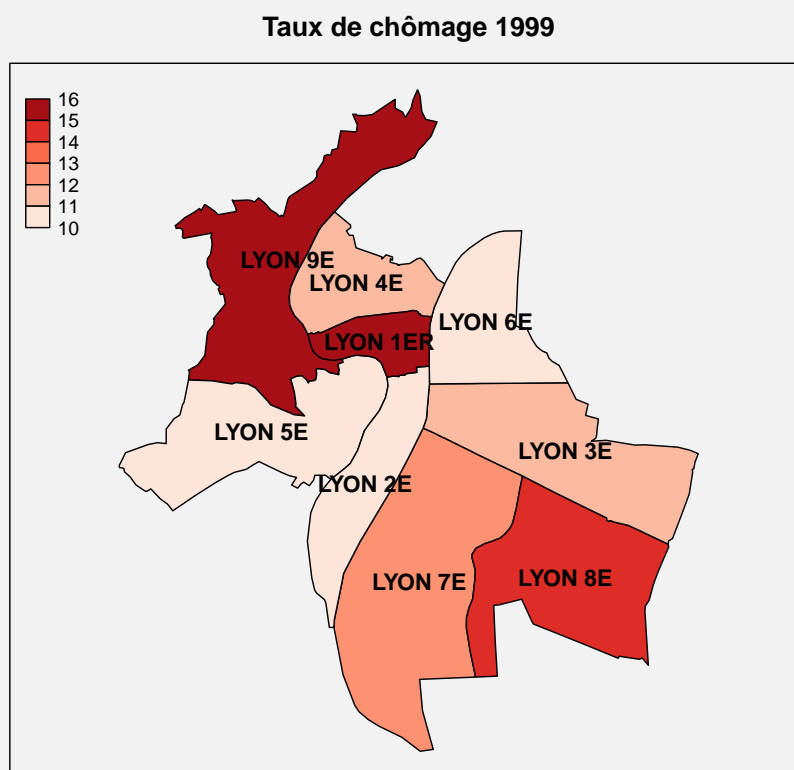 Taux de chômage 1999
16
15
14
13
12
11
10
LYON 9E
LYON 4E
LYON 6E
LYON 1ER
LYON 5E
LYON 3E
LYON 2E
LYON 7E
LYON 8E